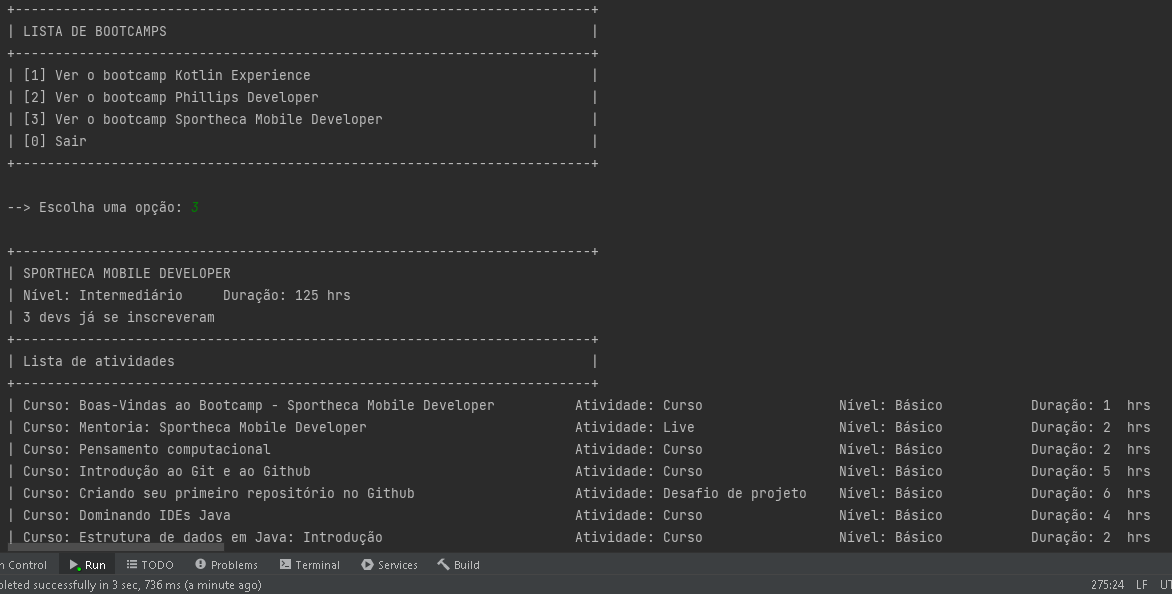 +------------------------------------------------------------------------+
| LISTA DE BOOTCAMPS                                                     |
+------------------------------------------------------------------------+
| [1] Ver o bootcamp Kotlin Experience                                   |
| [2] Ver o bootcamp Phillips Developer                                  |
| [3] Ver o bootcamp Sportheca Mobile Developer                          |
| [0] Sair                                                               |
+------------------------------------------------------------------------+
--> Escolha uma opção: 3
+------------------------------------------------------------------------+
| SPORTHECA MOBILE DEVELOPER
| Nível: Intermediário     Duração: 125 hrs
| 3 devs já se inscreveram
+------------------------------------------------------------------------+
| Lista de atividades                                                    |
+------------------------------------------------------------------------+
| Curso: Boas-Vindas ao Bootcamp - Sportheca Mobile Developer          Atividade: Curso                 Nível: Básico           Duração: 1  hrs
| Curso: Mentoria: Sportheca Mobile Developer                          Atividade: Live                  Nível: Básico           Duração: 2  hrs
| Curso: Pensamento computacional                                      Atividade: Curso                 Nível: Básico           Duração: 2  hrs
| Curso: Introdução ao Git e ao Github                                 Atividade: Curso                 Nível: Básico           Duração: 5  hrs
| Curso: Criando seu primeiro repositório no Github                    Atividade: Desafio de projeto    Nível: Básico           Duração: 6  hrs
| Curso: Dominando IDEs Java                                           Atividade: Curso                 Nível: Básico           Duração: 4  hrs
| Curso: Estrutura de dados em Java: Introdução                        Atividade: Curso                 Nível: Básico           Duração: 2  hrs
n Control Run TODO Problems Terminal Services Build
pleted successfully in 3 sec, 736 ms (a minute ago) 275:24 LF UT